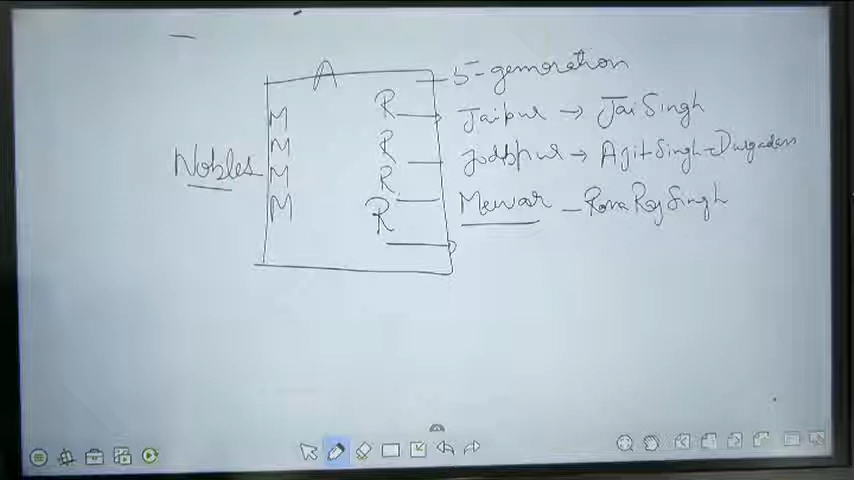 A
5- generation
M R Jaipur → Jai Singh
M R Jodhpur → Ajit Singh - Durgadas
Nobles M R
M R Mewar - Rana Raj Singh